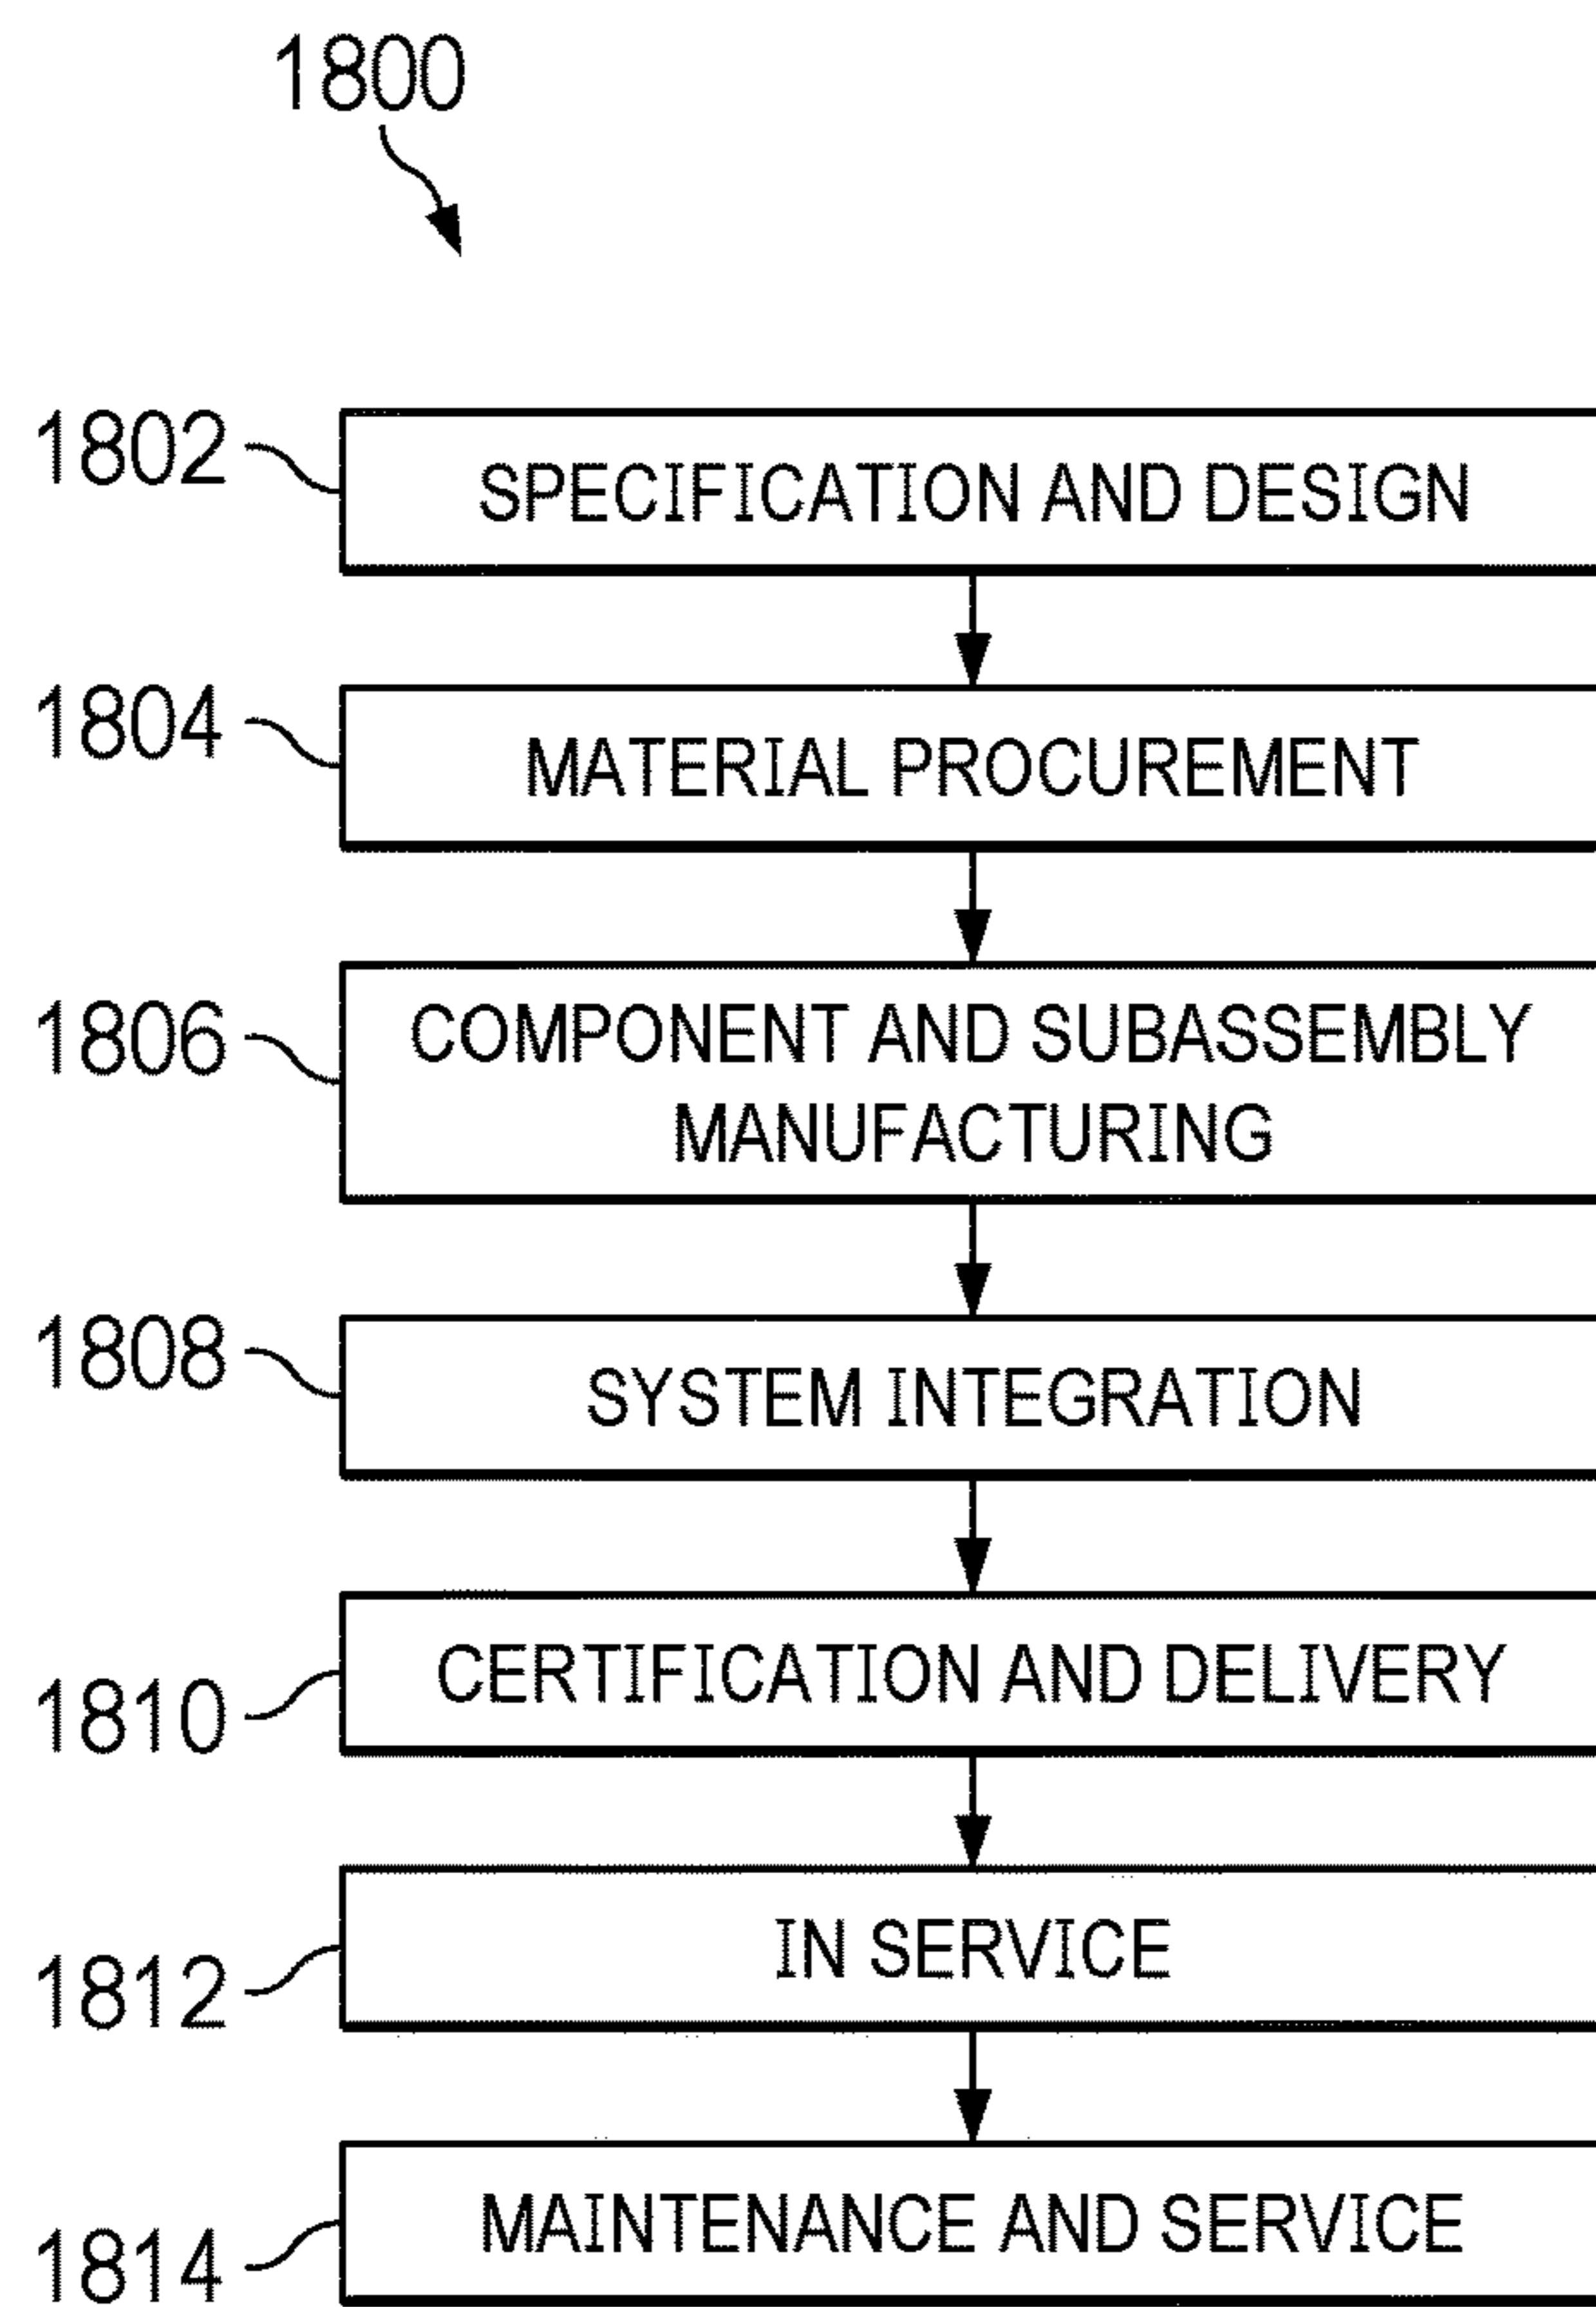 1800
1802
SPECIFICATION AND DESIGN
1804
MATERIAL PROCUREMENT
1806
COMPONENT AND SUBASSEMBLY
MANUFACTURING
1808
SYSTEM INTEGRATION
1810
CERTIFICATION AND DELIVERY
1812
IN SERVICE
1814
MAINTENANCE AND SERVICE